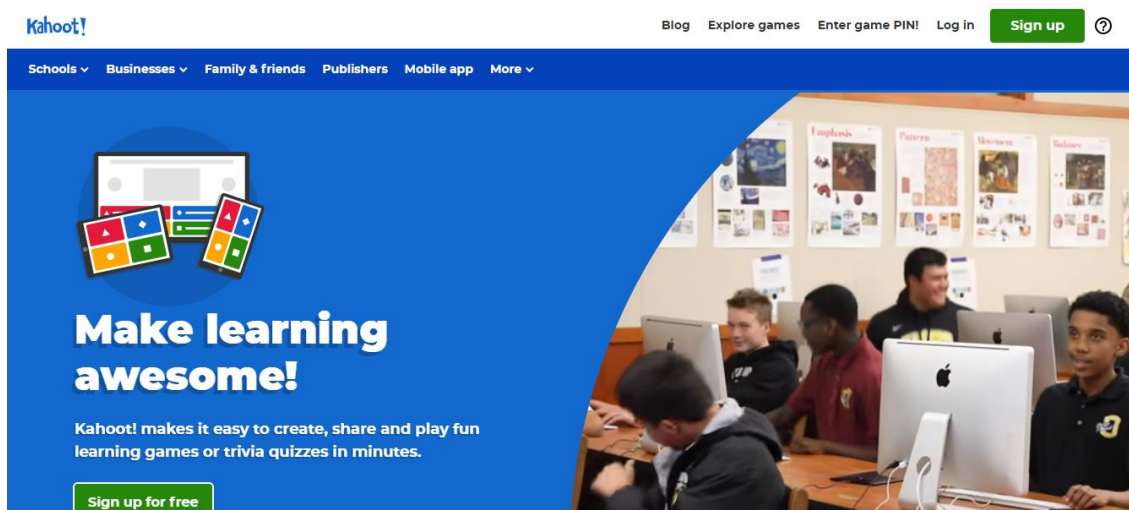 Kahoot!
Blog Explore games Enter game PIN! Log in Sign up ?
Schools Businesses Family & friends Publishers Mobile app More
Emphasis Pattern Movement Balance
Make learning
awesome!
Kahoot! makes it easy to create, share and play fun
learning games or trivia quizzes in minutes.
Sign up for free